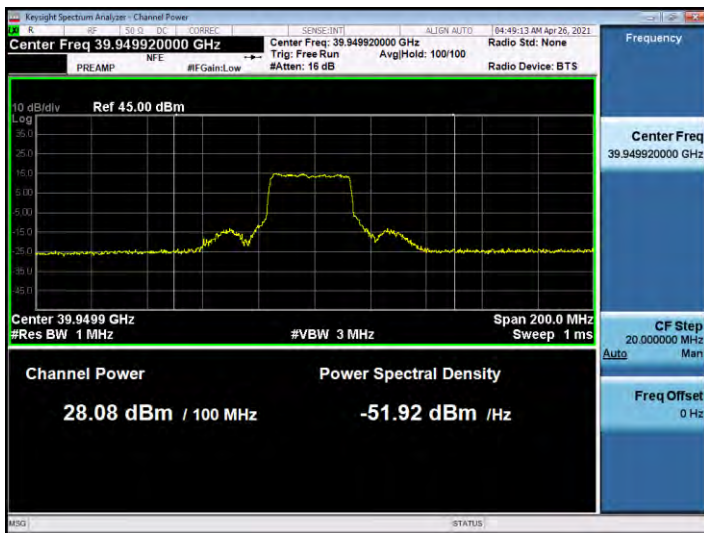 Keysight Spectrum Analyzer - Channel Power
LXI R RF 50 Ω DC CORREC SENSE:INT ALIGN AUTO 04:49:13 AM Apr 26, 2021
Center Freq 39.949920000 GHz Center Freq: 39.949920000 GHz Radio Std: None Frequency
NFE Trig: Free Run Avg|Hold: 100/100
PREAMP #IFGain:Low #Atten: 16 dB Radio Device: BTS
10 dB/div Ref 45.00 dBm
Log
35.0
25.0
15.0
5.00
-5.00
-15.0
-25.0
-35.0
-45.0
Center 39.9499 GHz Span 200.0 MHz
#Res BW 1 MHz #VBW 3 MHz Sweep 1 ms
Channel Power Power Spectral Density
28.08 dBm / 100 MHz -51.92 dBm /Hz
Center Freq
39.949920000 GHz
CF Step
20.000000 MHz
Auto Man
Freq Offset
0 Hz
MSG STATUS